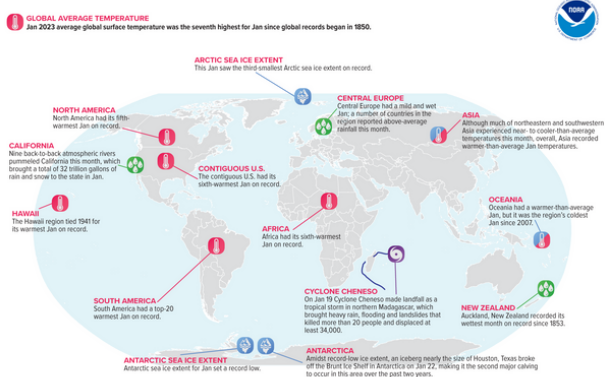 GLOBAL AVERAGE TEMPERATURE
Jan 2023 average global surface temperature was the seventh highest for Jan since global records began in 1850.
NOAA
ARCTIC SEA ICE EXTENT
This Jan saw the third-smallest Arctic sea ice extent on record.
CENTRAL EUROPE
Central Europe had a mild and wet
Jan; a number of countries in the
region reported above-average
rainfall this month.
ASIA
Although much of northeastern and southwestern
Asia experienced near- to cooler-than-average
temperatures this month, overall, Asia recorded
warmer-than-average Jan temperatures.
NORTH AMERICA
North America had its fifth-
warmest Jan on record.
CALIFORNIA
Nine back-to-back atmospheric rivers
pummeled California this month, which
brought a total of 32 trillion gallons of
rain and snow to the state in Jan.
CONTIGUOUS U.S.
The contiguous U.S. had its
sixth-warmest Jan on record.
HAWAII
The Hawaii region tied 1941 for
its warmest Jan on record.
OCEANIA
Oceania had a warmer-than-average
Jan, but it was the region's coldest
Jan since 2007.
AFRICA
Africa had its sixth-warmest
Jan on record.
SOUTH AMERICA
South America had a top-20
warmest Jan on record.
CYCLONE CHENESO
On Jan 19 Cyclone Cheneso made landfall as a
tropical storm in northern Madagascar, which
brought heavy rain, flooding and landslides that
killed more than 20 people and displaced at
least 34,000.
NEW ZEALAND
Auckland, New Zealand recorded its
wettest month on record since 1853.
ANTARCTIC SEA ICE EXTENT
Antarctic sea ice extent for Jan set a record low.
ANTARCTICA
Amidst record-low ice extent, an iceberg nearly the size of Houston, Texas broke
off the Brunt Ice Shelf in Antarctica on Jan 22, making it the second major calving
to occur in this area over the past two years.